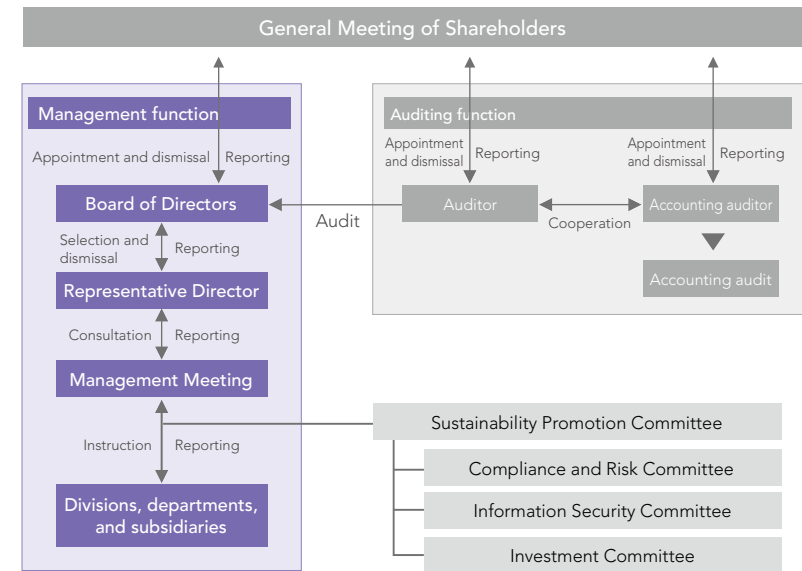 General Meeting of Shareholders
Management function
Appointment and dismissal
Reporting
Board of Directors
Selection and
dismissal
Reporting
Representative Director
Consultation
Reporting
Management Meeting
Instruction
Reporting
Divisions, departments,
and subsidiaries
Audit
Auditing function
Appointment
and dismissal
Reporting
Auditor
Cooperation
Appointment
and dismissal
Reporting
Accounting auditor
Accounting audit
Sustainability Promotion Committee
Compliance and Risk Committee
Information Security Committee
Investment Committee